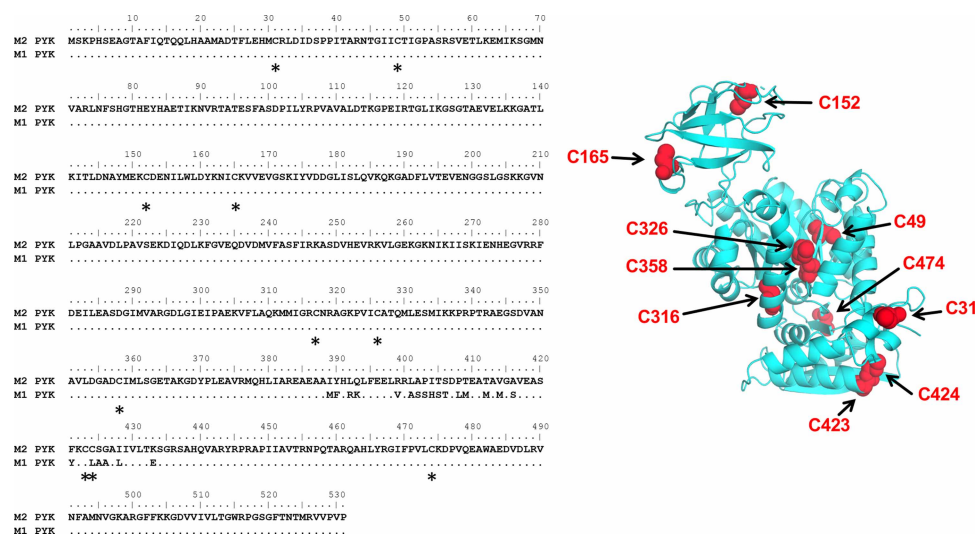 10 20 30 40 50 60 70
....|....|....|....|....|....|....|....|....|....|....|....|....|....|
M2 PYK MSKPHSEAGTAFIQTQQLHAAMADTFLEHMCRLDIDSPPITARNTGIICTIGPASRSVETLKEMIKSGMN
M1 PYK ......................................................................
* *
80 90 100 110 120 130 140
....|....|....|....|....|....|....|....|....|....|....|....|....|....|
M2 PYK VARLNFSHGTHEYHAETIKNVRTATESFASDPILYRPVAVALDTKGPEIRTGLIKGSGTAEVELKKGATL
M1 PYK ......................................................................
150 160 170 180 190 200 210
....|....|....|....|....|....|....|....|....|....|....|....|....|....|
M2 PYK KITLDNAYMEKCDENILWLDYKNICKVVEVGSKIYVDDGLISLQVKQKGADFLVTEVENGGSLGSKKGVN
M1 PYK ......................................................................
* *
220 230 240 250 260 270 280
....|....|....|....|....|....|....|....|....|....|....|....|....|....|
M2 PYK LPGAAVDLPAVSEKDIQDLKFGVEQDVDMVFASFIRKASDVHEVRKVLGEKGKNIKIISKIENHEGVRRF
M1 PYK ......................................................................
290 300 310 320 330 340 350
....|....|....|....|....|....|....|....|....|....|....|....|....|....|
M2 PYK DEILEASDGIMVARGDLGIEIPAEKVFLAQKMMIGRCNRAGKPVICATQMLESMIKKPRPTRAEGSDVAN
M1 PYK ......................................................................
* *
360 370 380 390 400 410 420
....|....|....|....|....|....|....|....|....|....|....|....|....|....|
M2 PYK AVLDGADCIMLSGETAKGDYPLEAVRMQHLIAREAEAAIYHLQLFEELRRLAPITSDPTEATAVGAVEAS
M1 PYK ......................................MF.RK.....V.ASSHST.LM..M.M.S....
*
430 440 450 460 470 480 490
....|....|....|....|....|....|....|....|....|....|....|....|....|....|
M2 PYK FKCCSGAIIVLTKSGRSAHQVARYRPRAPIIAVTRNPQTARQAHLYRGIFPVLCKDPVQEAWAEDVDLRV
M1 PYK Y..LAA.L....E.........................................................
** *
500 510 520 530
....|....|....|....|....|....|....|....|.
M2 PYK NFAMNVGKARGFFKKGDVVIVLTGWRPGSGFTNTMRVVPVP
M1 PYK .........................................
C152
C165
C326
C49
C358
C474
C316
C31
C424
C423